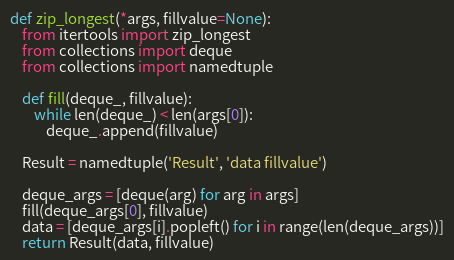 def zip_longest(*args, fillvalue=None):
from itertools import zip_longest
from collections import deque
from collections import namedtuple
def fill(deque_, fillvalue):
while len(deque_) < len(args[0]):
deque_.append(fillvalue)
Result = namedtuple('Result', 'data fillvalue')
deque_args = [deque(arg) for arg in args]
fill(deque_args[0], fillvalue)
data = [deque_args[i].popleft() for i in range(len(deque_args))]
return Result(data, fillvalue)